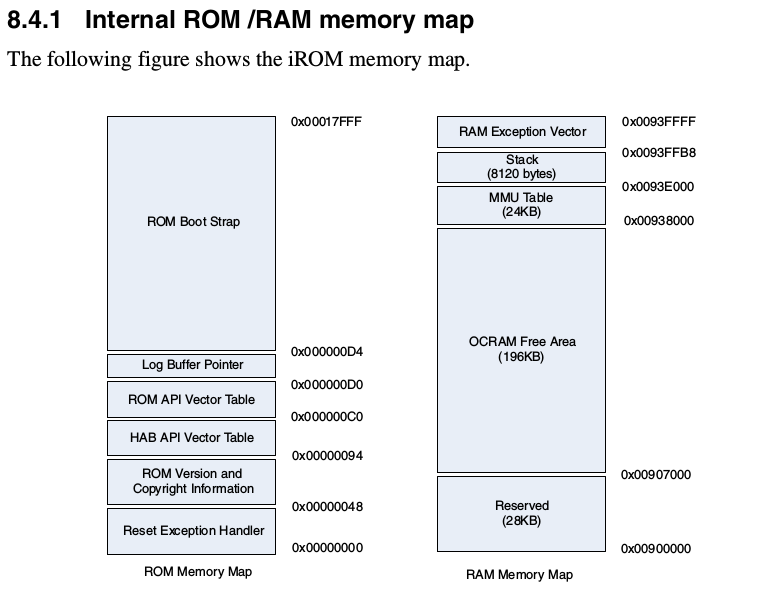 8.4.1 Internal ROM /RAM memory map
The following figure shows the iROM memory map.
0x00017FFF
ROM Boot Strap
0x000000D4
Log Buffer Pointer
0x000000D0
ROM API Vector Table
0x000000C0
HAB API Vector Table
0x00000094
ROM Version and
Copyright Information
0x00000048
Reset Exception Handler
0x00000000
ROM Memory Map
0x0093FFFF
RAM Exception Vector
0x0093FFB8
Stack
(8120 bytes)
0x0093E000
MMU Table
(24KB)
0x00938000
OCRAM Free Area
(196KB)
0x00907000
Reserved
(28KB)
0x00900000
RAM Memory Map